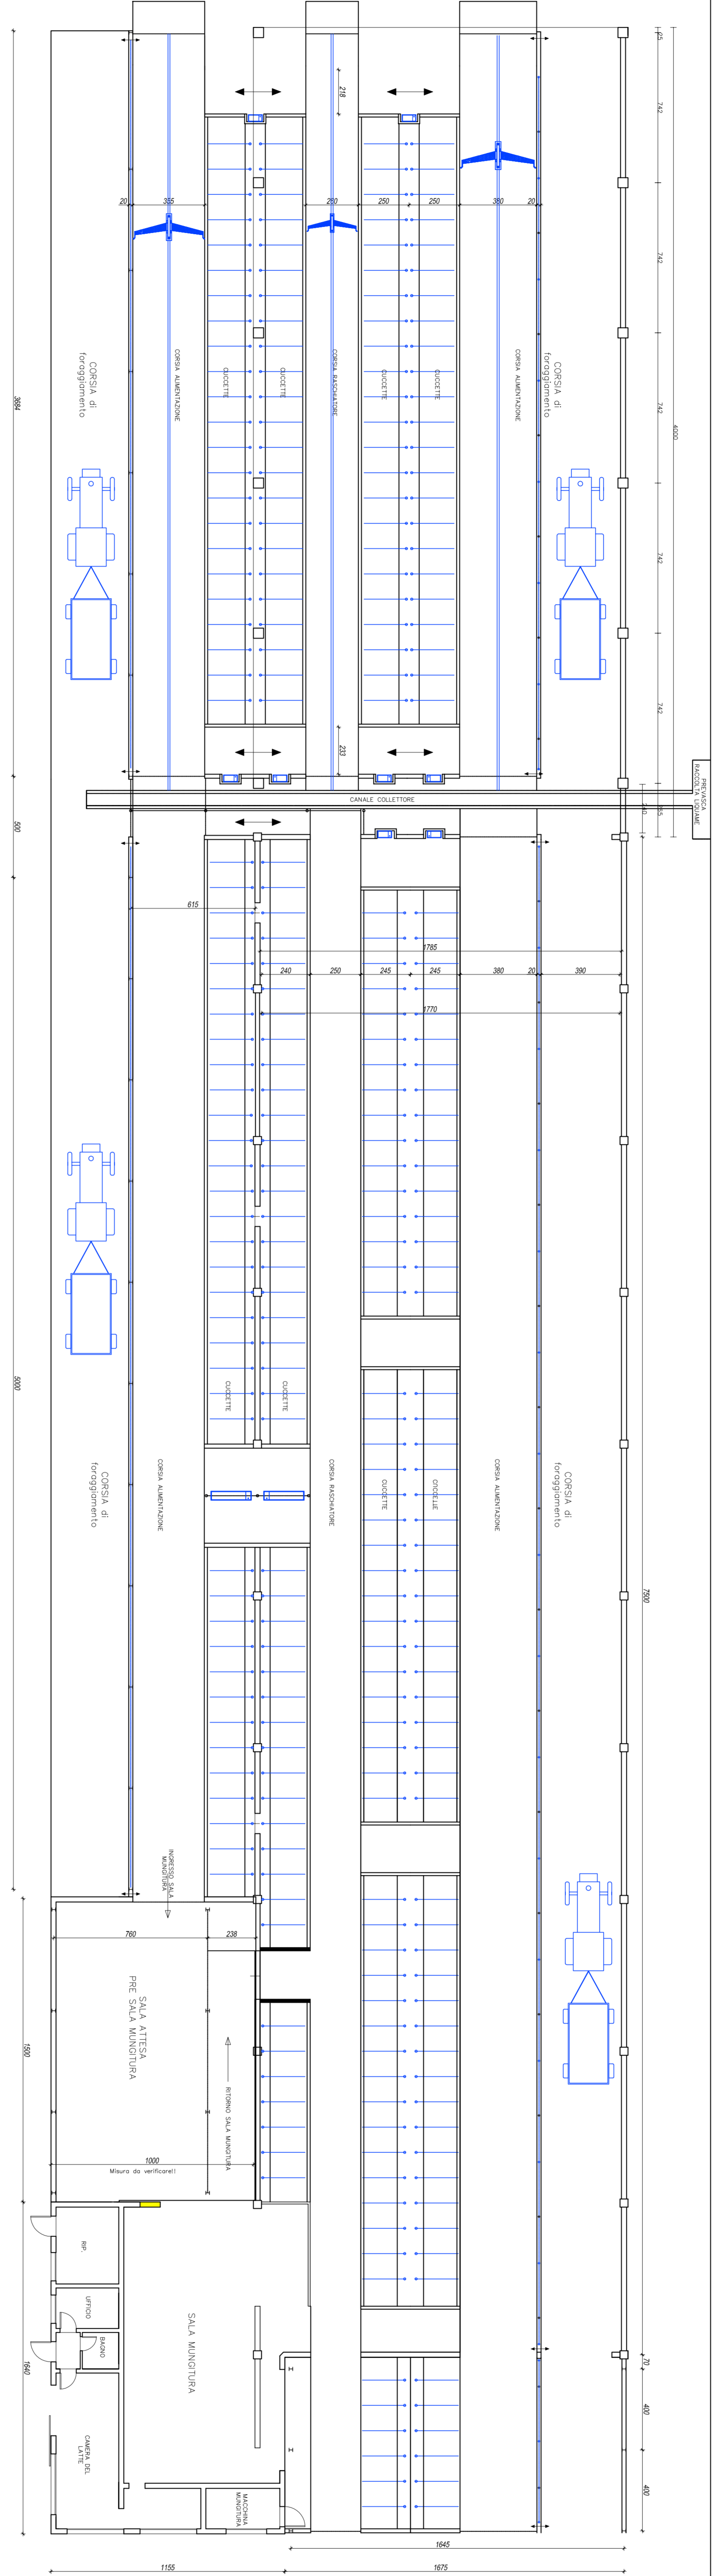 25
742
4000
742
742
742
742
265
240
218
20
355
280
250
250
380
20
CORSIA di
foraggiamento
CORSIA ALIMENTAZIONE
CUCCETTE
CUCCETTE
CORSIA RASCHIATORE
CUCCETTE
CUCCETTE
CORSIA ALIMENTAZIONE
CORSIA di
foraggiamento
3684
233
PREVASCA
RACCOLTA LIQUAME
CANALE COLLETTORE
500
615
1785
240
250
245
245
380
20
390
1770
5000
CUCCETTE
CUCCETTE
CORSIA di
foraggiamento
CORSIA ALIMENTAZIONE
CORSIA RASCHIATORE
CUCCETTE
CUCCETTE
CORSIA ALIMENTAZIONE
CORSIA di
foraggiamento
7500
INGRESSO SALA
MUNGITURA
760
238
SALA ATTESA
PRE SALA MUNGITURA
1500
RITORNO SALA MUNGITURA
1000
Misura da verificare!!
RIP.
UFFICIO
BAGNO
SALA MUNGITURA
1640
CAMERA DEL
LATTE
MACCHINA
MUNGITURA
70
400
400
1645
1155
1675